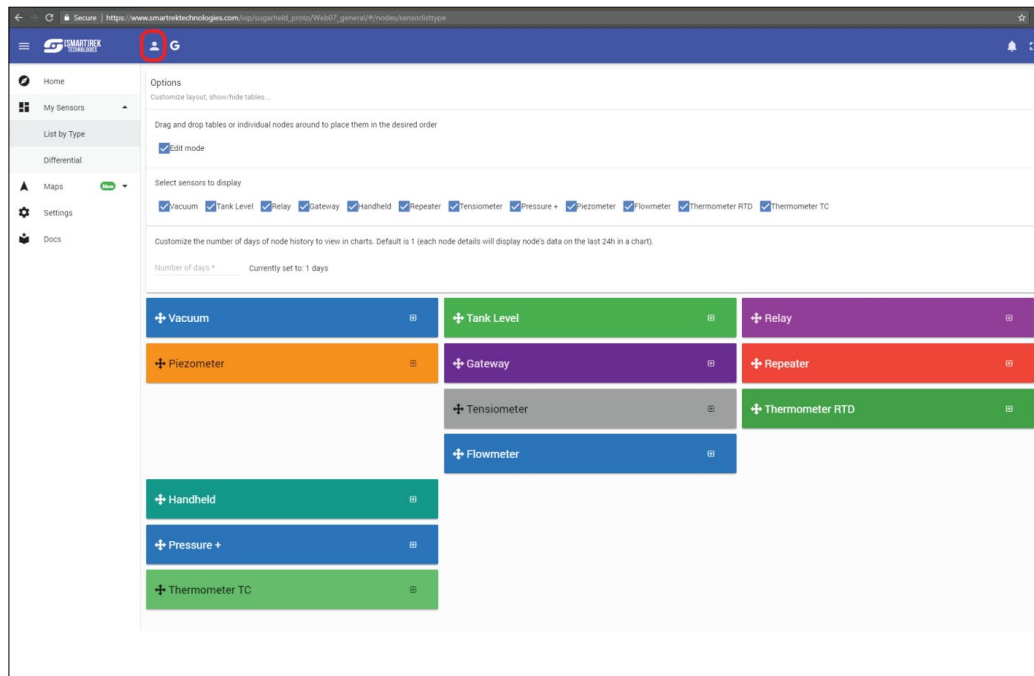 Secure | https://www.smartrektechnologies.com/vip/sugarheld_proto/Web07_general/#/nodes/sensorlisttype
SMARTREK
TECHNOLOGIES
G
Home
My Sensors
List by Type
Differential
Maps New
Settings
Docs
Options
Customize layout, show/hide tables...
Drag and drop tables or individual nodes around to place them in the desired order
Edit mode
Select sensors to display
Vacuum Tank Level Relay Gateway Handheld Repeater Tensiometer Pressure + Piezometer Flowmeter Thermometer RTD Thermometer TC
Customize the number of days of node history to view in charts. Default is 1 (each node details will display node's data on the last 24h in a chart).
Number of days * Currently set to: 1 days
Vacuum Tank Level Relay
Piezometer Gateway Repeater
Tensiometer Thermometer RTD
Flowmeter
Handheld
Pressure +
Thermometer TC